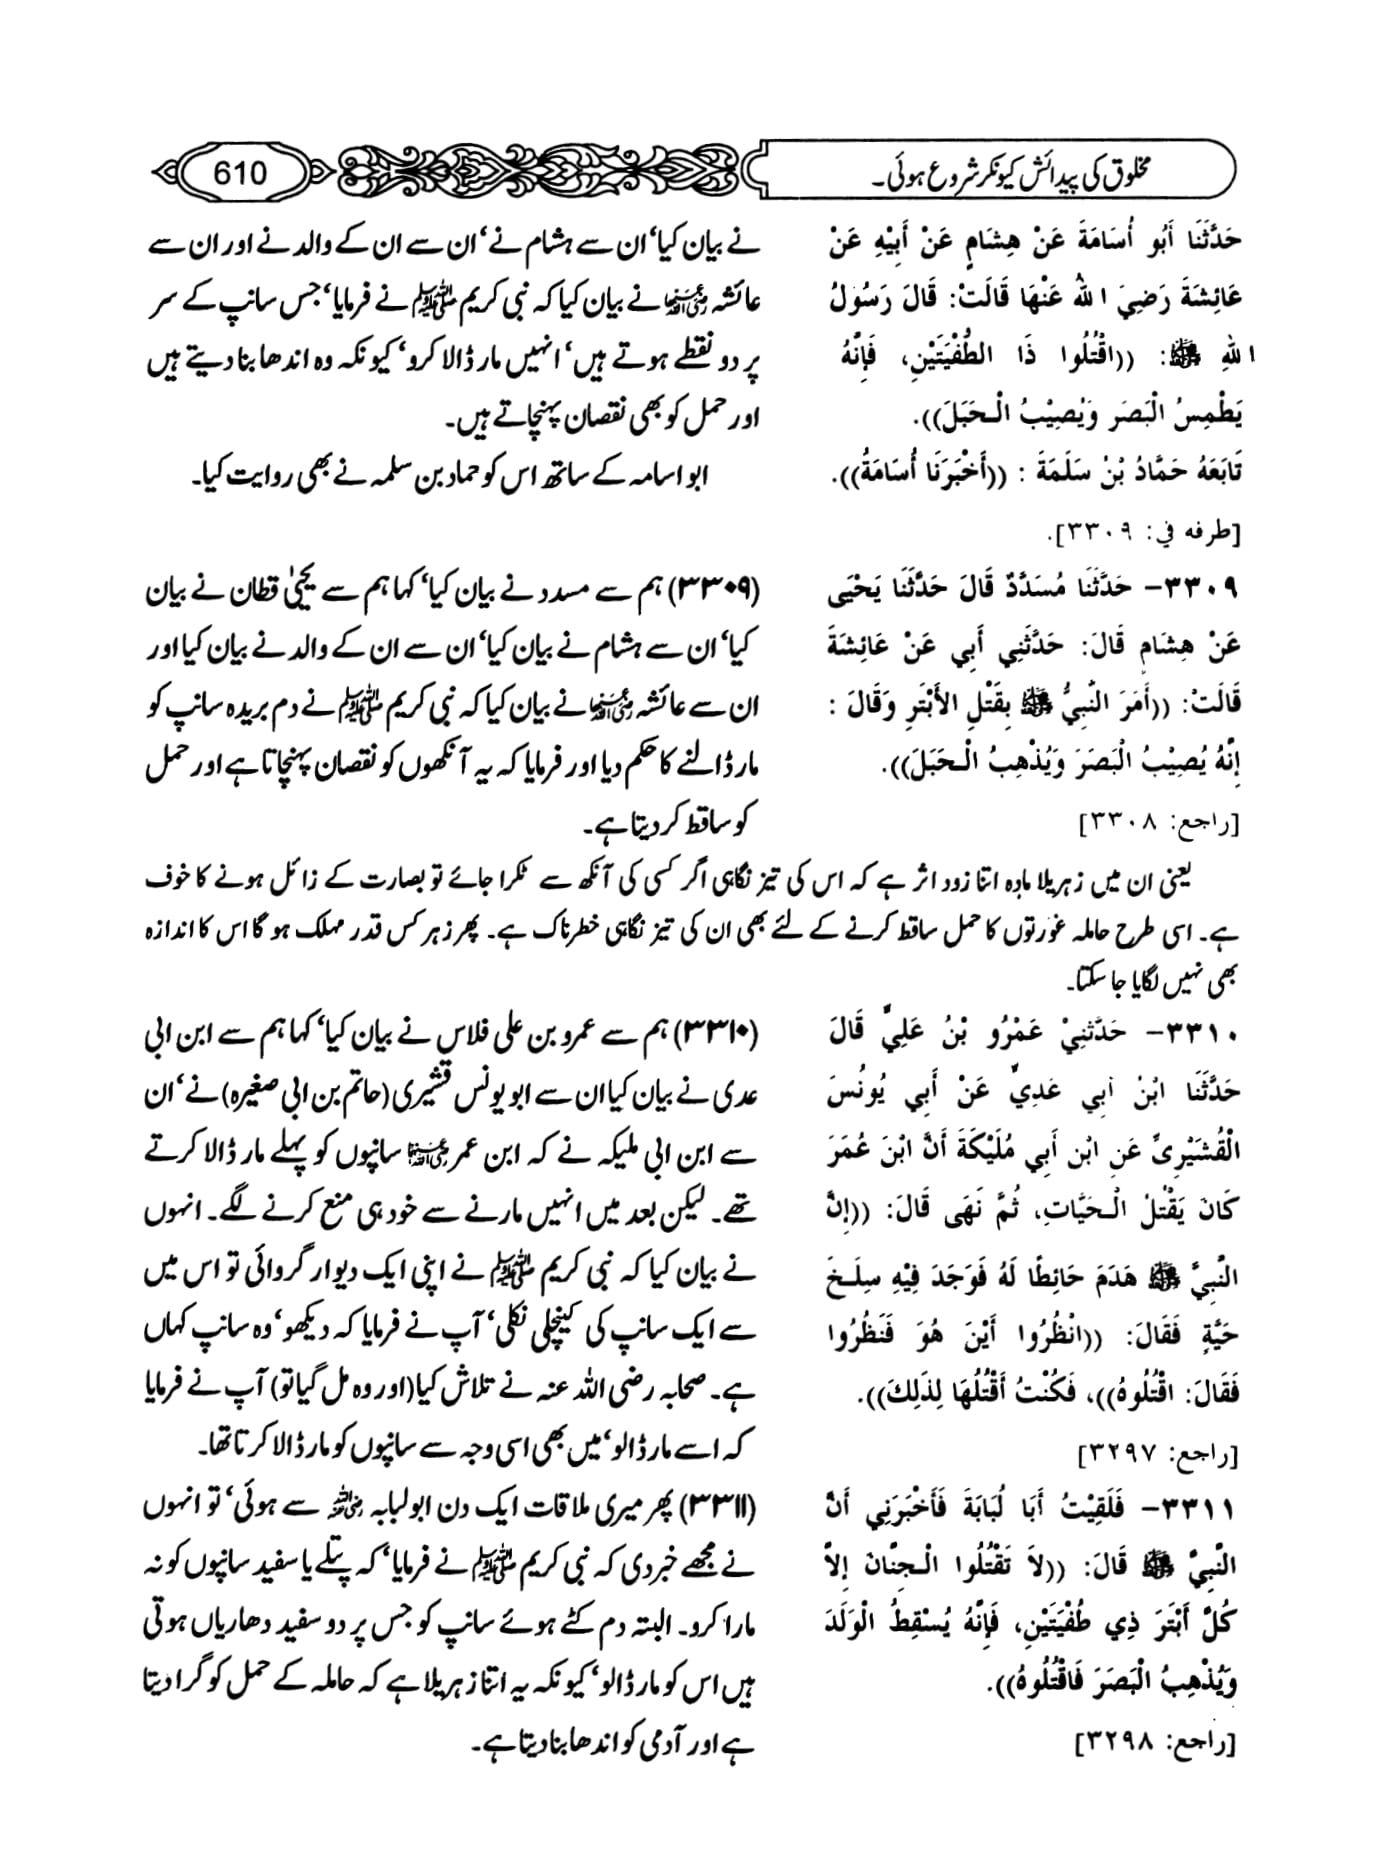 مخلوق کی پیدائش کیونکر شروع ہوئی۔
610
حَدَّثَنَا أَبُو أُسَامَةَ عَنْ هِشَامٍ عَنْ أَبِيْهِ عَنْ
عَائِشَةَ رَضِيَ اللهُ عَنْهَا قَالَتْ: قَالَ رَسُولُ
اللهِ ﷺ: ((اقْتُلُوا ذَا الطُّفْيَتَيْنِ، فَإِنَّهُ
يَطْمِسُ الْبَصَرَ وَيُصِيْبُ الْحَبَلَ)).
تَابَعَهُ حَمَّادُ بْنُ سَلَمَةَ : ((أَخْبَرَنَا أُسَامَةُ)).
[طرفه في: ٣٣٠٩].
٣٣٠٩- حَدَّثَنَا مُسَدَّدٌ قَالَ حَدَّثَنَا يَحْيَى
عَنْ هِشَامٍ قَالَ: حَدَّثَنِي أَبِي عَنْ عَائِشَةَ
قَالَتْ: ((أَمَرَ النَّبِيُّ ﷺ بِقَتْلِ الأَبْتَرِ وَقَالَ :
إِنَّهُ يُصِيْبُ الْبَصَرَ وَيُذْهِبُ الْحَبَلَ)).
[راجع: ٣٣٠٨]
نے بیان کیا‘ ان سے ہشام نے‘ ان سے ان کے والد نے اور ان سے
عائشہ رضی اللہ عنہا نے بیان کیا کہ نبی کریم ﷺ نے فرمایا‘ جس سانپ کے سر
پر دو نقطے ہوتے ہیں‘ انہیں مار ڈالا کرو‘ کیونکہ وہ اندھا بنا دیتے ہیں
اور حمل کو بھی نقصان پہنچاتے ہیں۔
ابو اسامہ کے ساتھ اس کو حماد بن سلمہ نے بھی روایت کیا۔
(۳۳۰۹) ہم سے مسدد نے بیان کیا‘ کہا ہم سے یحیٰی قطان نے بیان
کیا‘ ان سے ہشام نے بیان کیا‘ ان سے ان کے والد نے بیان کیا اور
ان سے عائشہ رضی اللہ عنہا نے بیان کیا کہ نبی کریم ﷺ نے دم بریدہ سانپ کو
مار ڈالنے کا حکم دیا اور فرمایا کہ یہ آنکھوں کو نقصان پہنچاتا ہے اور حمل
کو ساقط کر دیتا ہے۔
یعنی ان میں زہریلا مادہ اتنا زود اثر ہے کہ اس کی تیز نگاہی اگر کسی کی آنکھ سے ٹکرا جائے تو بصارت کے زائل ہونے کا خوف
ہے۔ اسی طرح حاملہ عورتوں کا حمل ساقط کرنے کے لئے بھی ان کی تیز نگاہی خطرناک ہے۔ پھر زہر کس قدر مہلک ہو گا اس کا اندازہ
بھی نہیں لگایا جا سکتا۔
٣٣١٠- حَدَّثَنِيْ عَمْرُو بْنُ عَلِيٍّ قَالَ
حَدَّثَنَا ابْنُ أَبِي عَدِيٍّ عَنْ أَبِي يُونُسَ
الْقُشَيْرِيِّ عَنِ ابْنِ أَبِي مُلَيْكَةَ أَنَّ ابْنَ عُمَرَ
كَانَ يَقْتُلُ الْحَيَّاتِ، ثُمَّ نَهَى قَالَ: ((إِنَّ
النَّبِيَّ ﷺ هَدَمَ حَائِطًا لَهُ فَوَجَدَ فِيْهِ سِلْخَ
حَيَّةٍ فَقَالَ: ((انْظُرُوا أَيْنَ هُوَ فَنَظَرُوا
فَقَالَ: اقْتُلُوهُ))، فَكُنْتُ أَقْتُلُهَا لِذَلِكَ)).
[راجع: ٣٢٩٧]
٣٣١١- فَلَقِيْتُ أَبَا لُبَابَةَ فَأَخْبَرَنِي أَنَّ
النَّبِيَّ ﷺ قَالَ: ((لاَ تَقْتُلُوا الْجِنَّانَ إِلاَّ
كُلَّ أَبْتَرَ ذِي طُفْيَتَيْنِ، فَإِنَّهُ يُسْقِطُ الْوَلَدَ
وَيُذْهِبُ الْبَصَرَ فَاقْتُلُوهُ)).
[راجع: ٣٢٩٨]
(۳۳۱۰) ہم سے عمرو بن علی فلاس نے بیان کیا‘ کہا ہم سے ابن ابی
عدی نے بیان کیا ان سے ابو یونس قشیری (حاتم بن ابی صغیرہ) نے‘ ان
سے ابن ابی ملیکہ نے کہ ابن عمر رضی اللہ عنہما سانپوں کو پہلے مار ڈالا کرتے
تھے۔ لیکن بعد میں انہیں مارنے سے خود ہی منع کرنے لگے۔ انہوں
نے بیان کیا کہ نبی کریم ﷺ نے اپنی ایک دیوار گروائی تو اس میں
سے ایک سانپ کی کینچلی نکلی‘ آپ نے فرمایا کہ دیکھو‘ وہ سانپ کہاں
ہے۔ صحابہ رضی اللہ عنہ نے تلاش کیا (اور وہ مل گیا تو) آپ نے فرمایا
کہ اسے مار ڈالو‘ میں بھی اسی وجہ سے سانپوں کو مار ڈالا کرتا تھا۔
(۳۳۱۱) پھر میری ملاقات ایک دن ابولبابہ رضی اللہ عنہ سے ہوئی‘ تو انہوں
نے مجھے خبر دی کہ نبی کریم ﷺ نے فرمایا‘ کہ پتلے یا سفید سانپوں کو نہ
مارا کرو۔ البتہ دم کٹے ہوئے سانپ کو جس پر دو سفید دھاریاں ہوتی
ہیں اس کو مار ڈالو‘ کیونکہ یہ اتنا زہریلا ہے کہ حاملہ کے حمل کو گرا دیتا
ہے اور آدمی کو اندھا بنا دیتا ہے۔